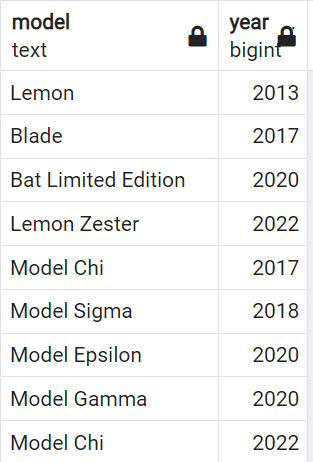 model year
text bigint
Lemon 2013
Blade 2017
Bat Limited Edition 2020
Lemon Zester 2022
Model Chi 2017
Model Sigma 2018
Model Epsilon 2020
Model Gamma 2020
Model Chi 2022